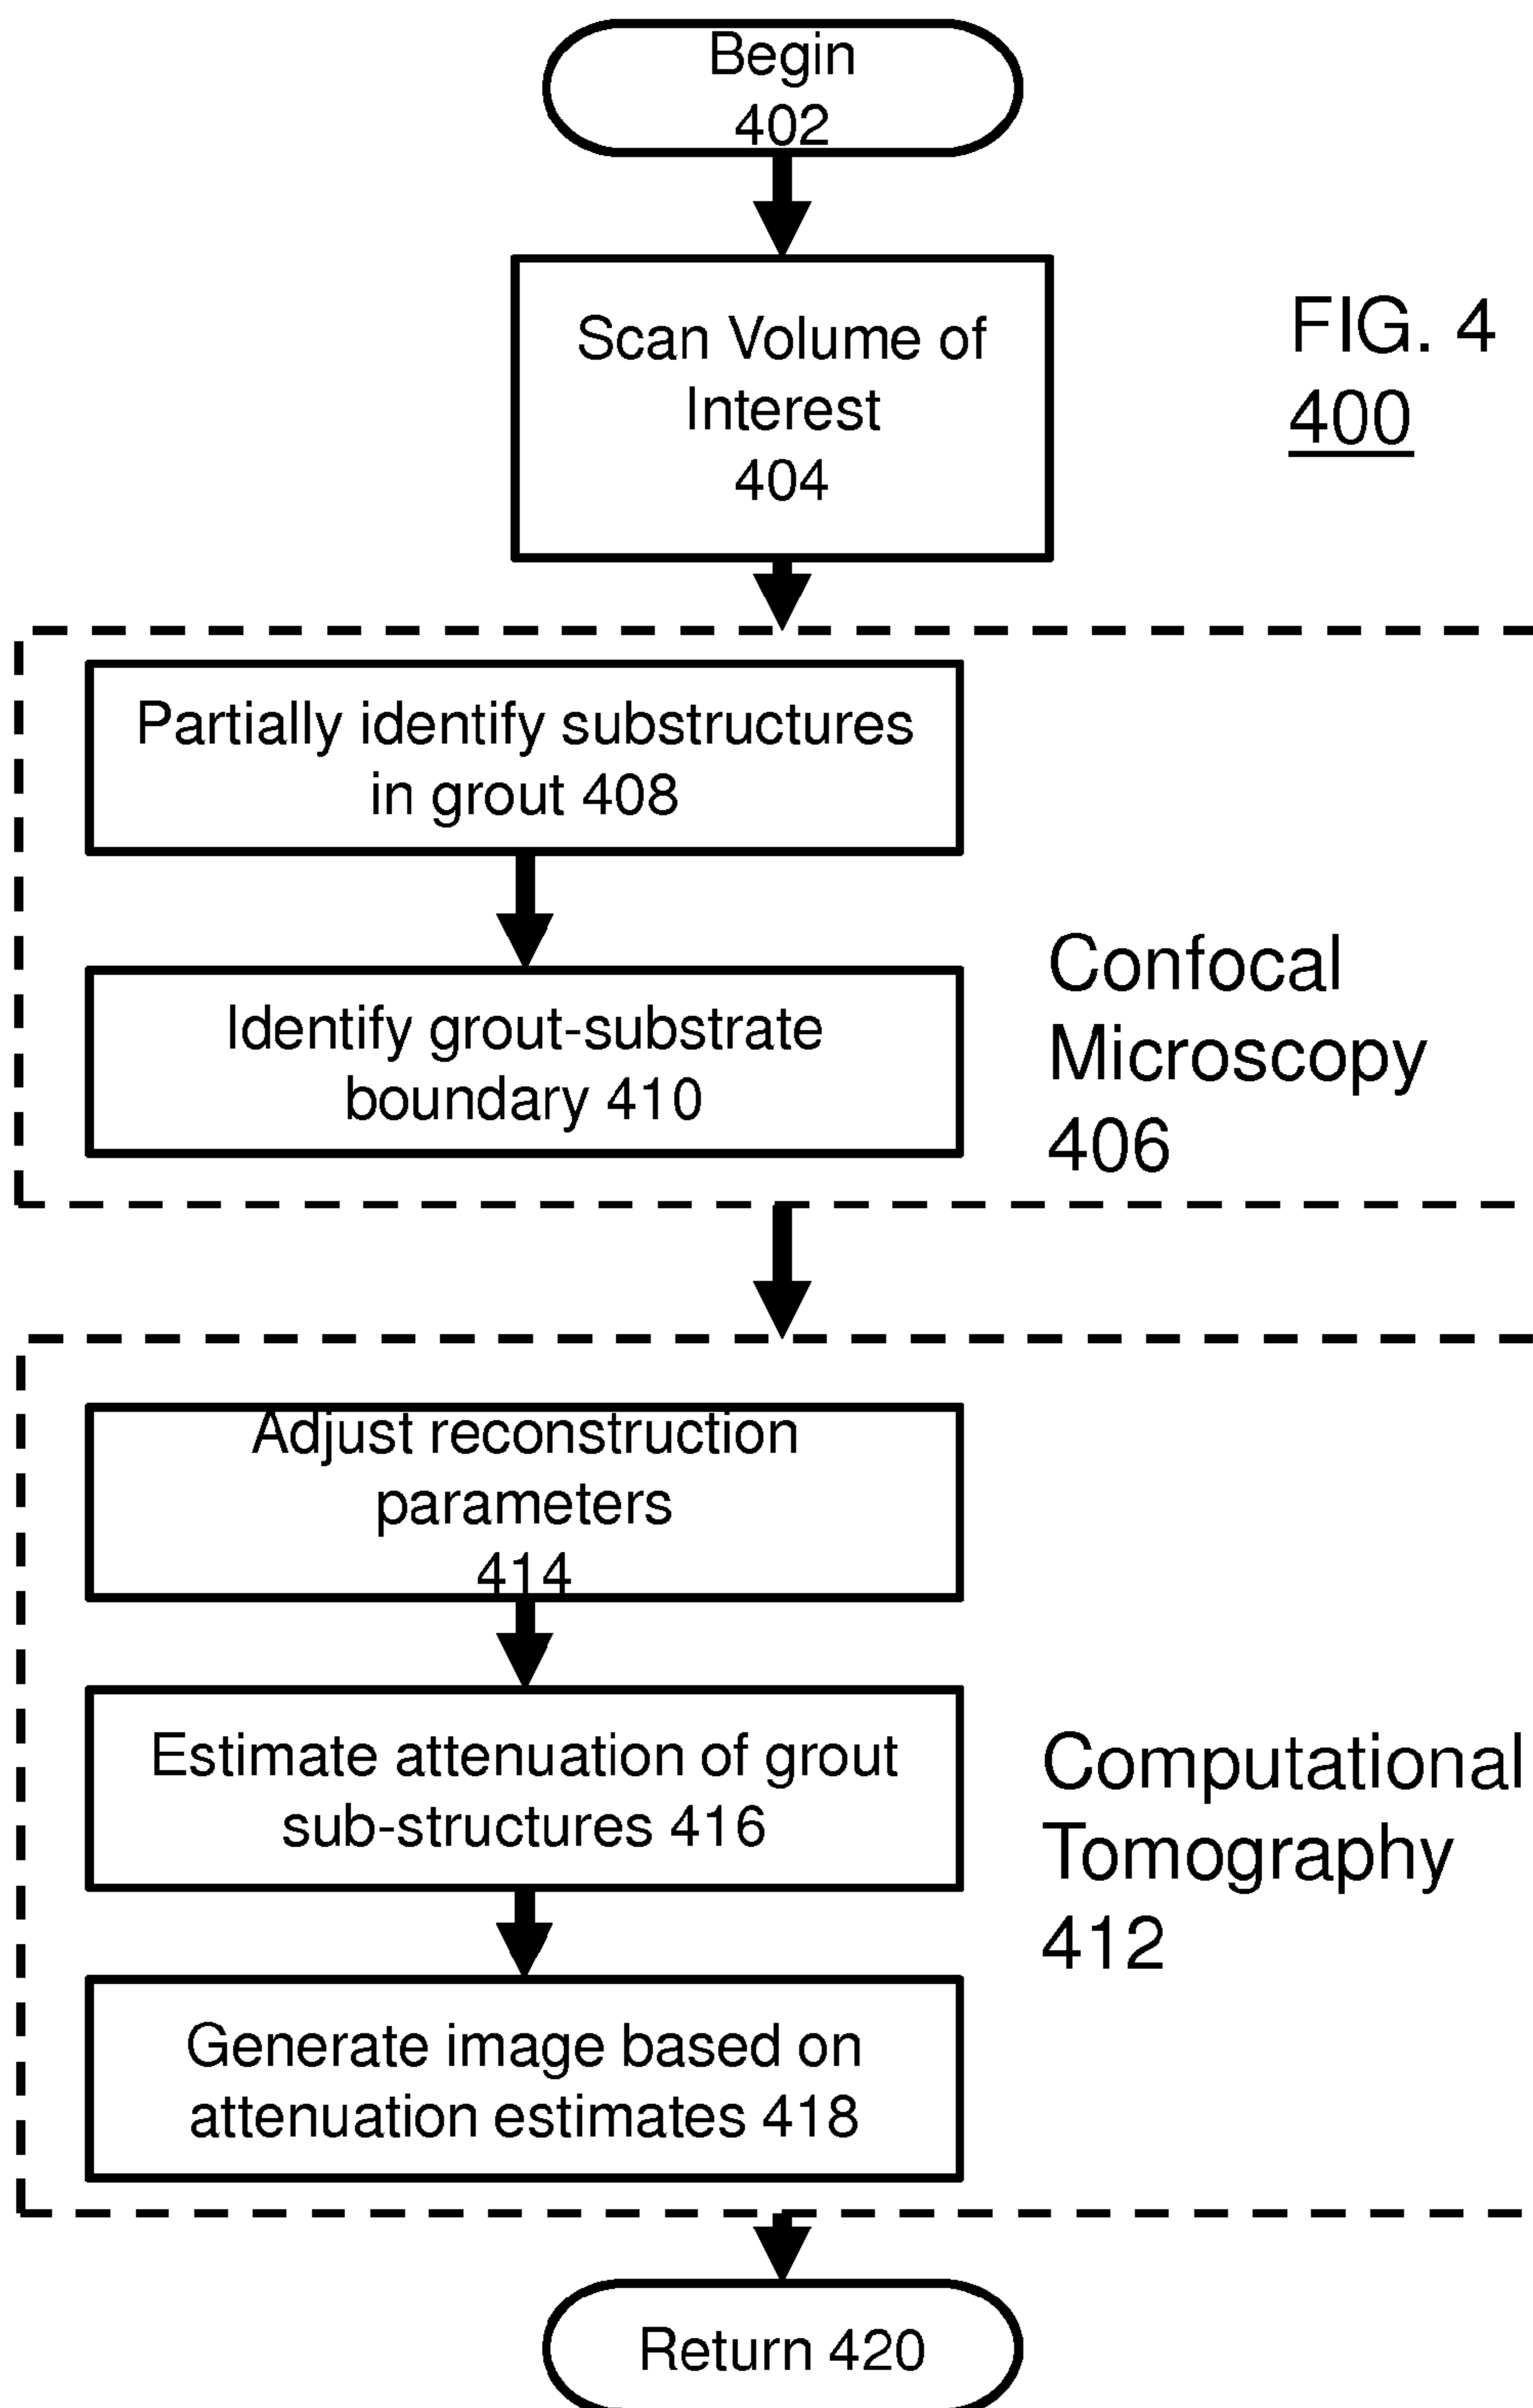 Begin
402
Scan Volume of
Interest
404
FIG. 4
400
Partially identify substructures
in grout 408
Identify grout-substrate
boundary 410
Confocal
Microscopy
406
Adjust reconstruction
parameters
414
Estimate attenuation of grout
sub-structures 416
Generate image based on
attenuation estimates 418
Computational
Tomography
412
Return 420